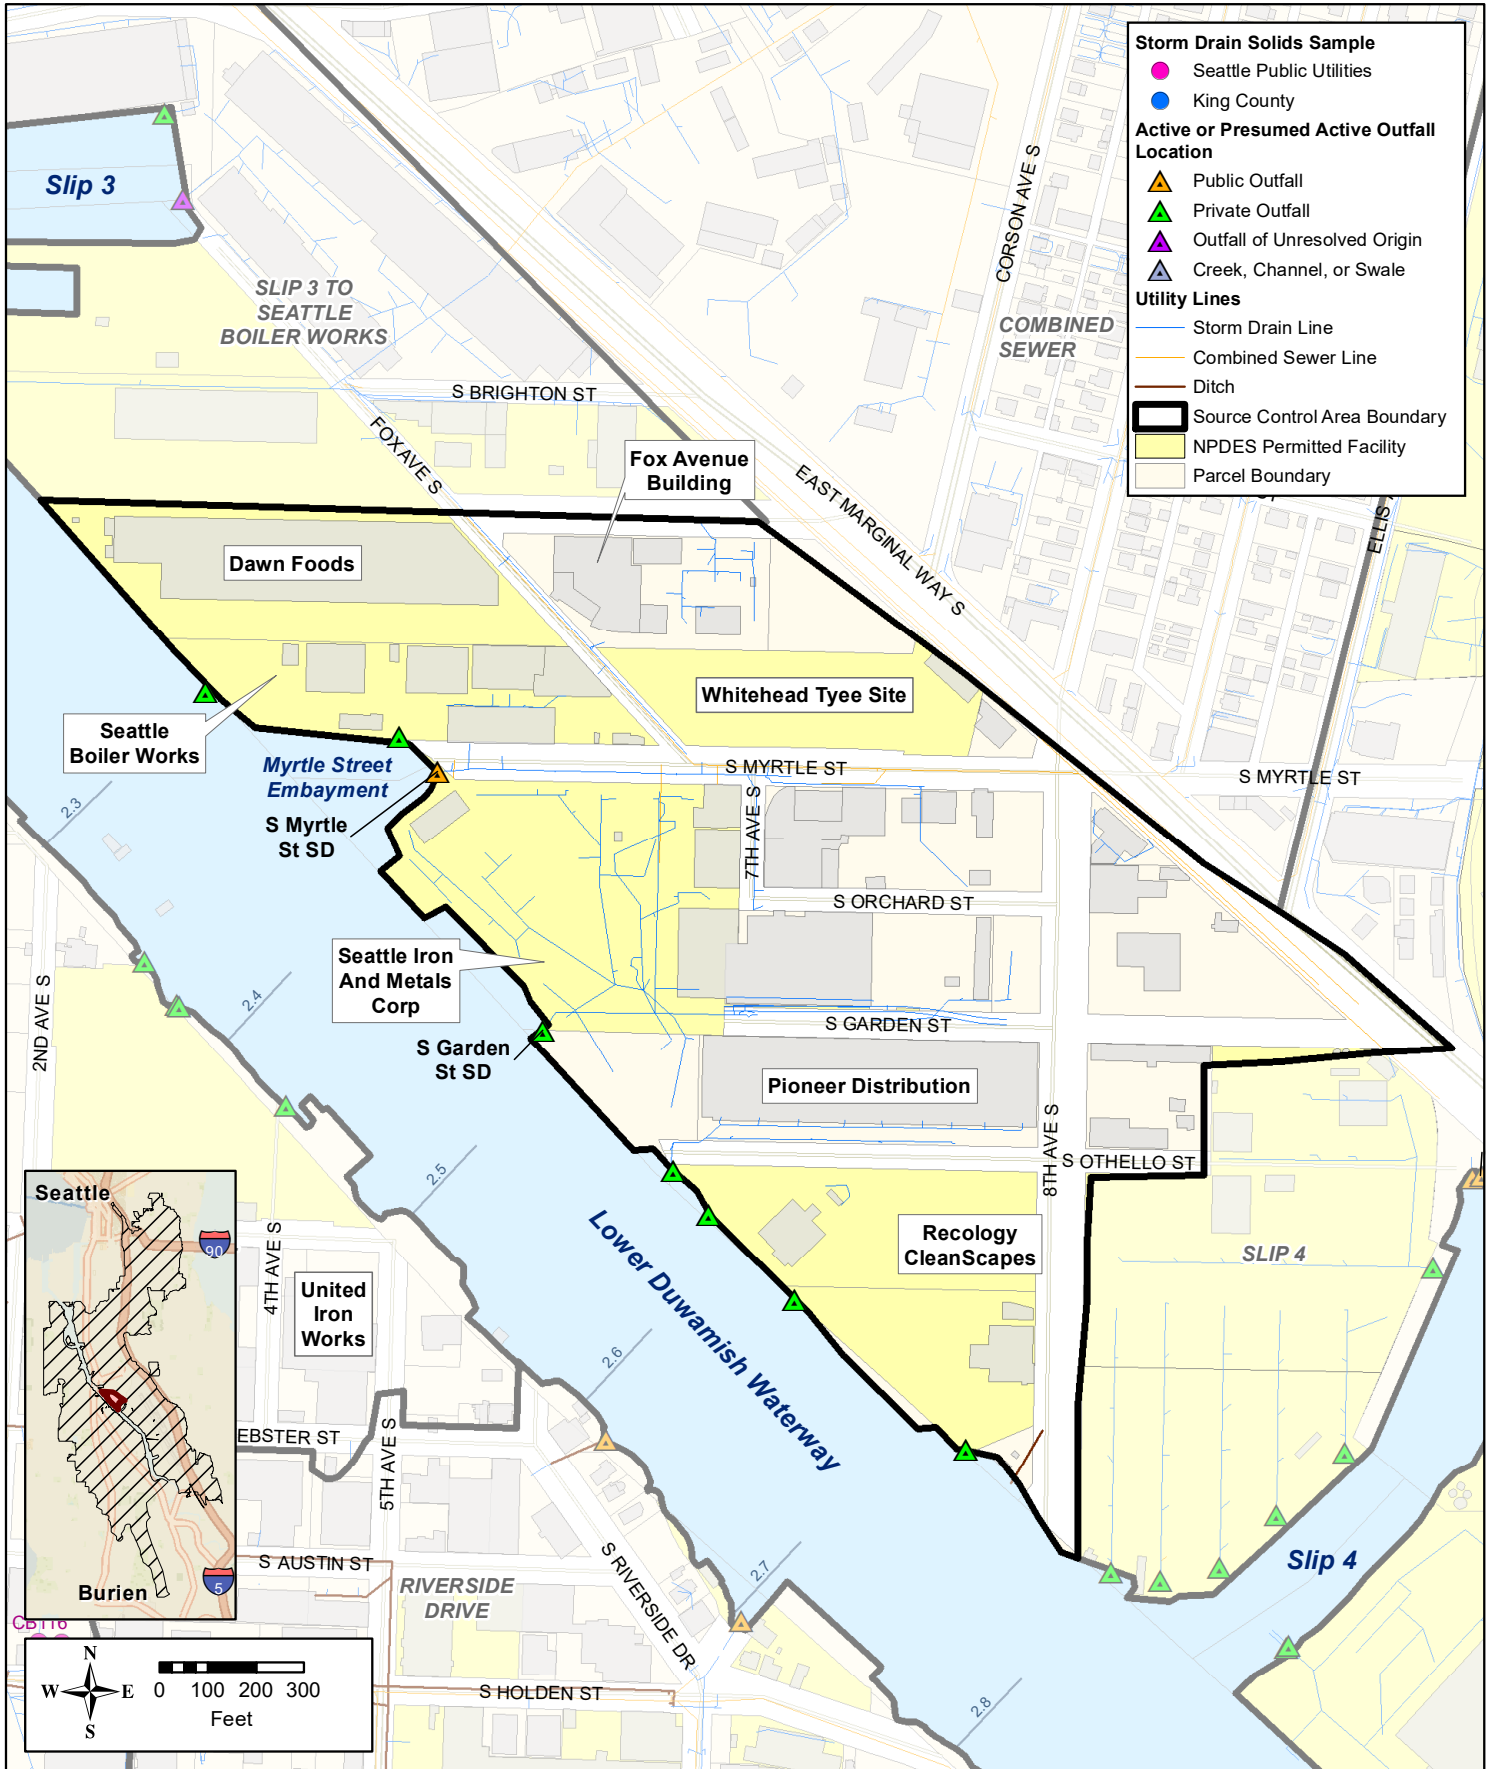 Storm Drain Solids Sample
Seattle Public Utilities
King County
Active or Presumed Active Outfall
Location
Public Outfall
Private Outfall
Outfall of Unresolved Origin
Creek, Channel, or Swale
Utility Lines
Storm Drain Line
Combined Sewer Line
Ditch
Source Control Area Boundary
NPDES Permitted Facility
Parcel Boundary
Slip 3
SLIP 3 TO
SEATTLE
BOILER WORKS
CORSON AVE S
COMBINED
SEWER
S BRIGHTON ST
FOX AVE S
Fox Avenue
Building
EAST MARGINAL WAY S
ELLIS
Dawn Foods
Whitehead Tyee Site
Seattle
Boiler Works
Myrtle Street
Embayment
S MYRTLE ST
S MYRTLE ST
S Myrtle
St SD
7TH AVE S
2.3
S ORCHARD ST
Seattle Iron
And Metals
Corp
2.4
2ND AVE S
S GARDEN ST
S Garden
St SD
Pioneer Distribution
8TH AVE S
S OTHELLO ST
2.5
Seattle
90
4TH AVE S
Recology
CleanScapes
SLIP 4
United
Iron
Works
Lower Duwamish Waterway
2.6
EBSTER ST
5TH AVE S
S AUSTIN ST
S RIVERSIDE DR
2.7
Slip 4
RIVERSIDE
DRIVE
5
Burien
CB116
N
W E
S
0 100 200 300
Feet
S HOLDEN ST
2.8